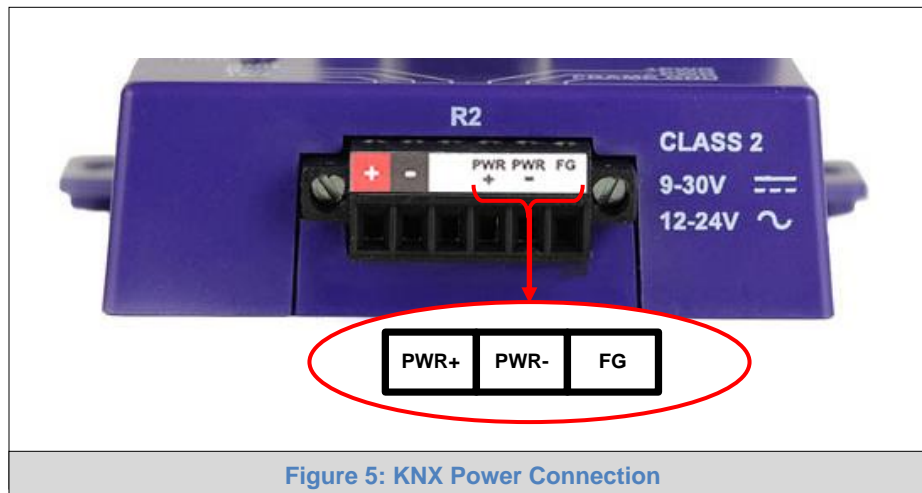 R2
CLASS 2
+ - PWR PWR FG
+ -
9-30V
12-24V
PWR+ PWR- FG
Figure 5: KNX Power Connection